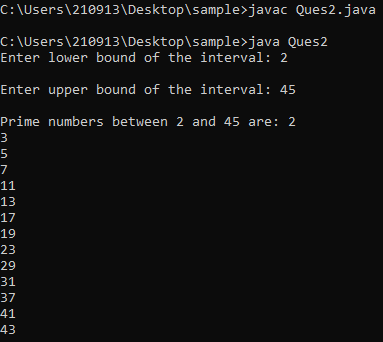 C:\Users\210913\Desktop\sample>javac Ques2.java
C:\Users\210913\Desktop\sample>java Ques2
Enter lower bound of the interval: 2
Enter upper bound of the interval: 45
Prime numbers between 2 and 45 are: 2
3
5
7
11
13
17
19
23
29
31
37
41
43